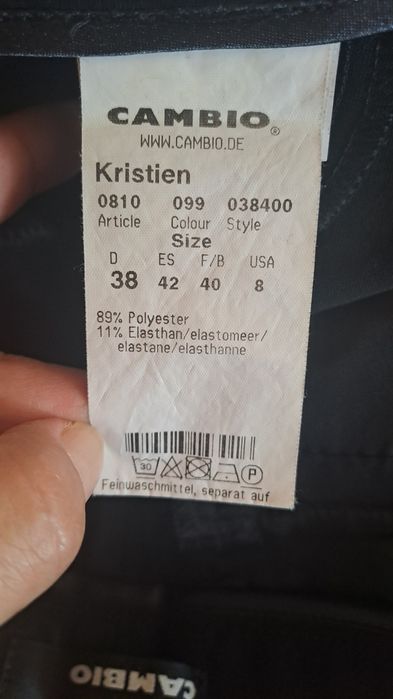 CAMBIO®
WWW.CAMBIO.DE
Kristien
0810 099 038400
Article Colour Style
Size
D ES F/B USA
38 42 40 8
89% Polyester
11% Elasthan/elastomeer/
elastane/elasthanne
30 P
Feinwaschmittel, separat auf
CAMBIO